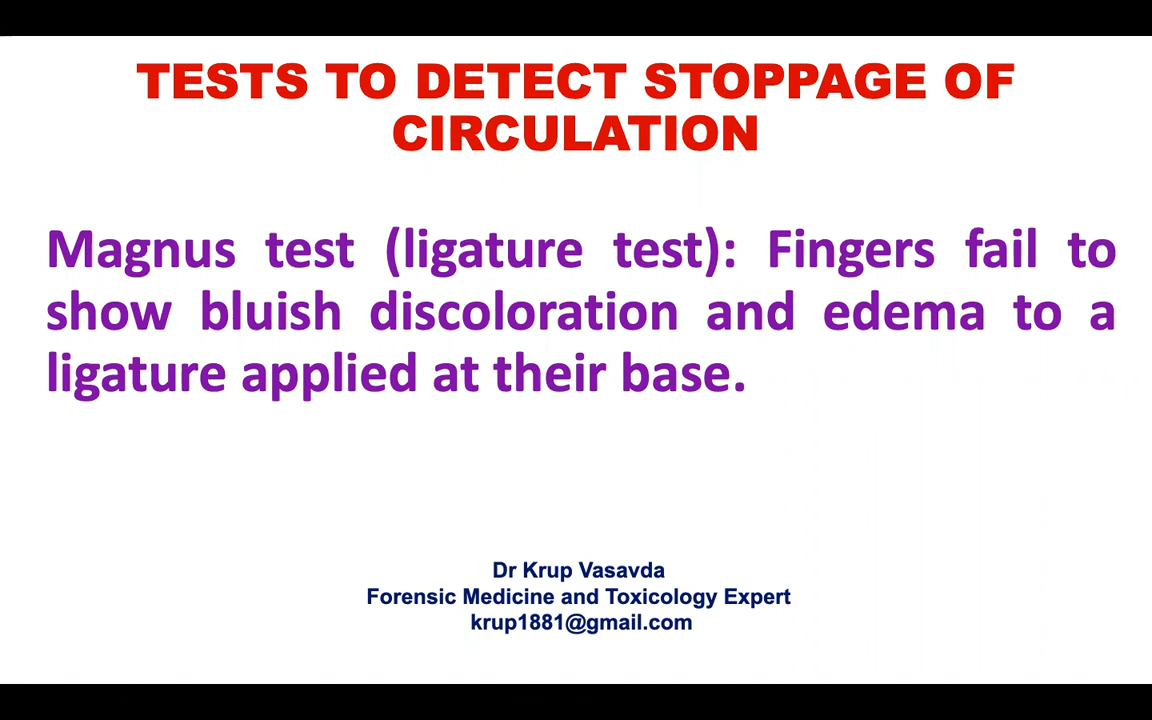 TESTS TO DETECT STOPPAGE OF
CIRCULATION
Magnus test (ligature test): Fingers fail to
show bluish discoloration and edema to a
ligature applied at their base.
Dr Krup Vasavda
Forensic Medicine and Toxicology Expert
krup1881@gmail.com